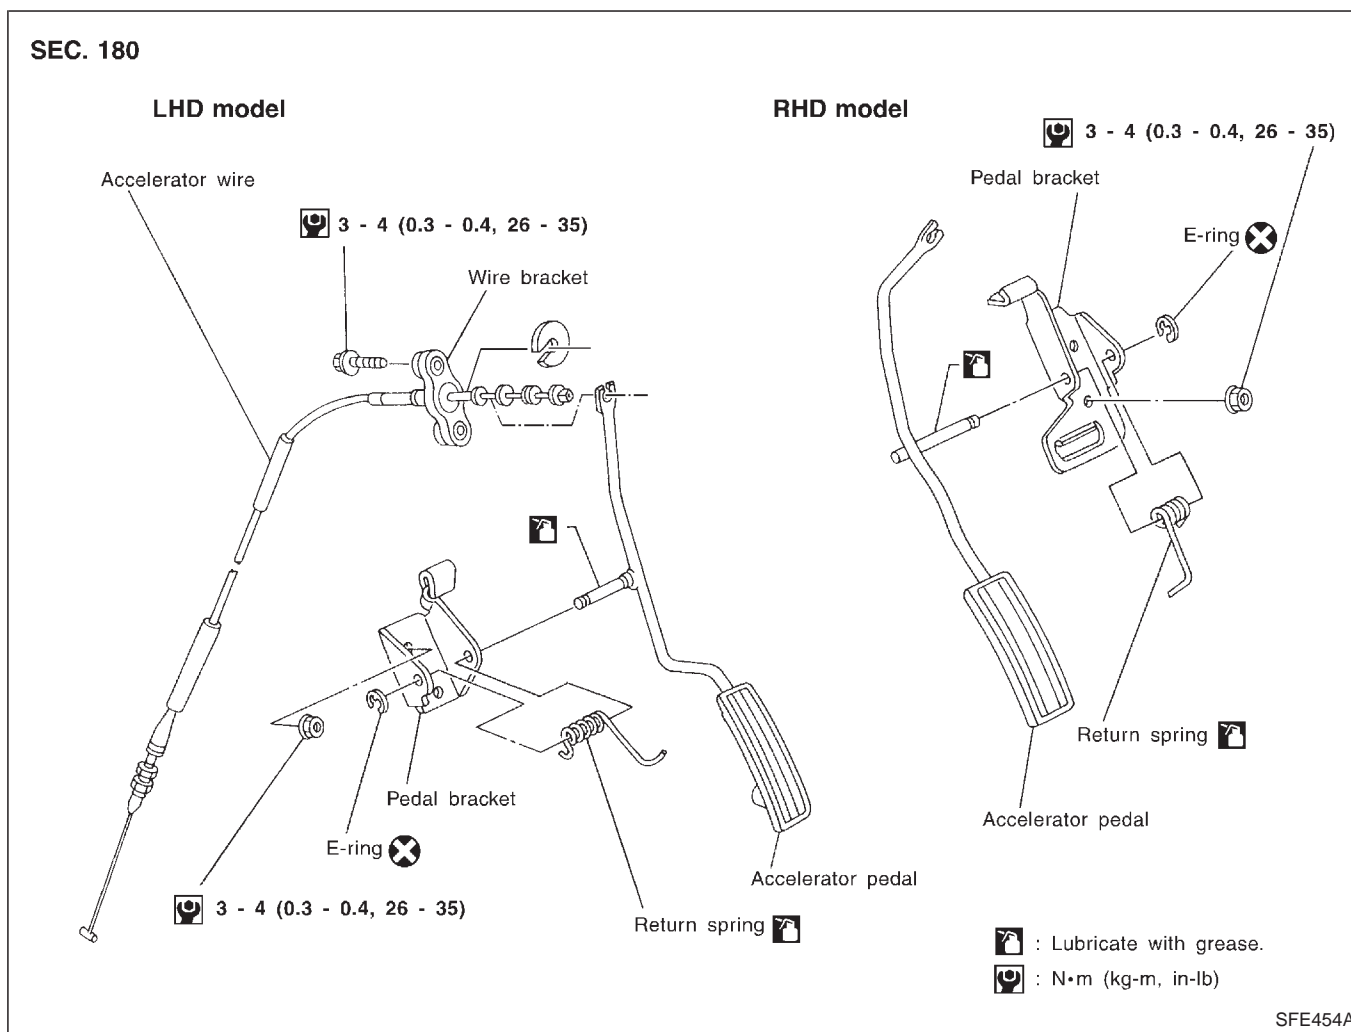 SEC. 180
LHD model
RHD model
3 - 4 (0.3 - 0.4, 26 - 35)
Pedal bracket
Accelerator wire
3 - 4 (0.3 - 0.4, 26 - 35)
E-ring
Wire bracket
Return spring
Pedal bracket
Accelerator pedal
E-ring
Accelerator pedal
3 - 4 (0.3 - 0.4, 26 - 35)
Return spring
: Lubricate with grease.
: N•m (kg-m, in-lb)
SFE454A